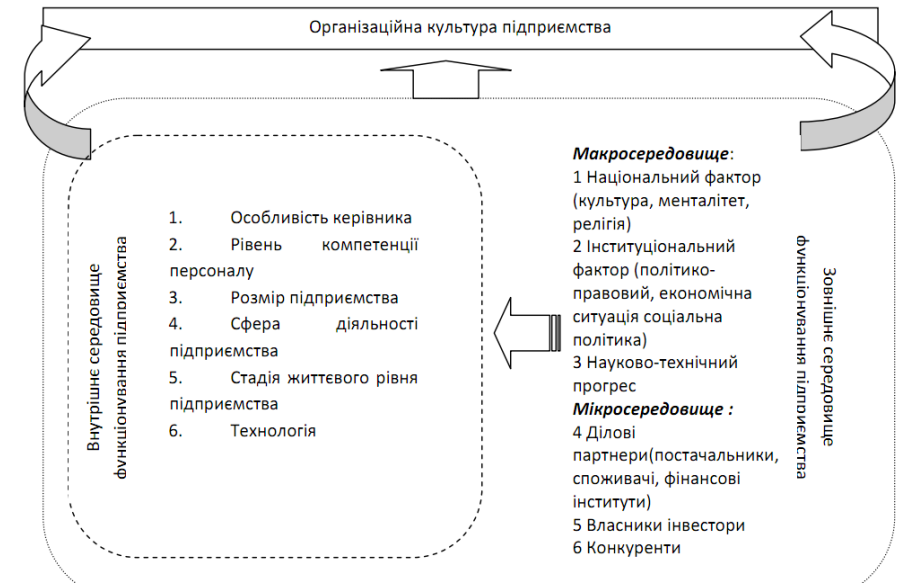 Організаційна культура підприємства
Внутрішнє середовище
функціонування підприємства
1. Особливість керівника
2. Рівень компетенції
персоналу
3. Розмір підприємства
4. Сфера діяльності
підприємства
5. Стадія життєвого рівня
підприємства
6. Технологія
Макросередовище:
1 Національний фактор
(культура, менталітет,
релігія)
2 Інституціональний
фактор (політико-
правовий, економічна
ситуація соціальна
політика)
3 Науково-технічний
прогрес
Мікросередовище :
4 Ділові
партнери(постачальники,
споживачі, фінансові
інститути)
5 Власники інвестори
6 Конкуренти
Зовнішнє середовище
функціонування підприємства